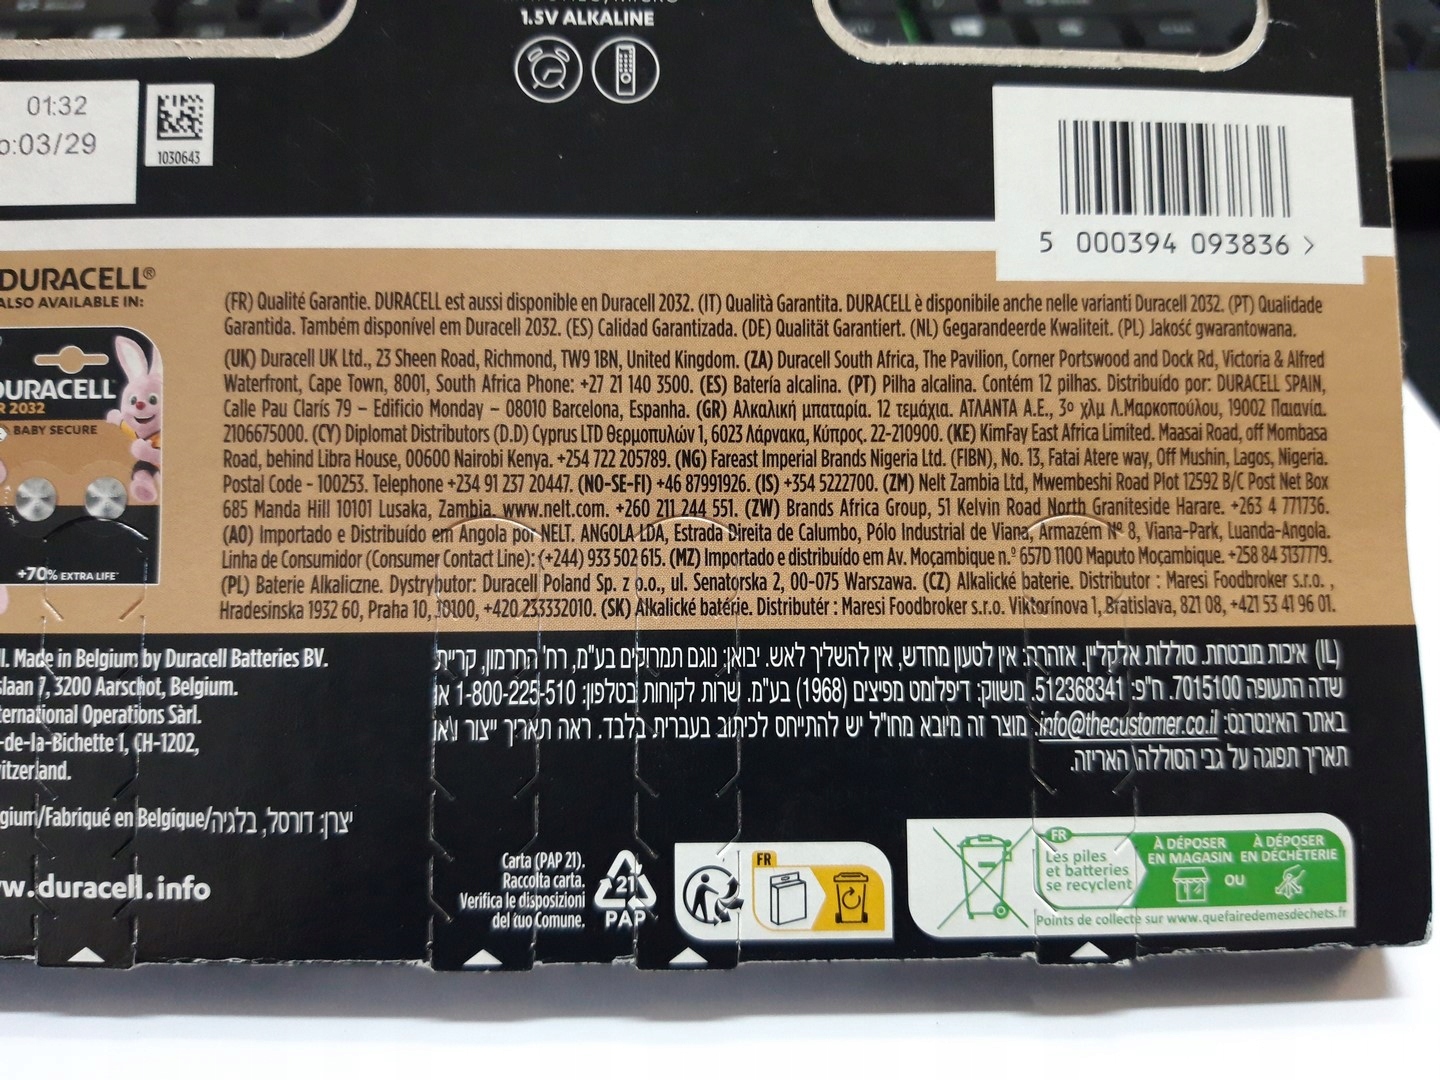 1.5V ALKALINE
01:32
03/29
1030643
5 000394 093836 >
DURACELL®
ALSO AVAILABLE IN:
DURACELL
2032
BABY SECURE
+70% EXTRA LIFE*
(FR) Qualité Garantie. DURACELL est aussi disponible en Duracell 2032. (IT) Qualità Garantita. DURACELL è disponibile anche nelle varianti Duracell 2032. (PT) Qualidade
Garantida. Também disponível em Duracell 2032. (ES) Calidad Garantizada. (DE) Qualität Garantiert. (NL) Gegarandeerde Kwaliteit. (PL) Jakość gwarantowana.
(UK) Duracell UK Ltd., 23 Sheen Road, Richmond, TW9 1BN, United Kingdom. (ZA) Duracell South Africa, The Pavilion, Corner Portswood and Dock Rd, Victoria & Alfred
Waterfront, Cape Town, 8001, South Africa Phone: +27 21 140 3500. (ES) Batería alcalina. (PT) Pilha alcalina. Contém 12 pilhas. Distribuído por: DURACELL SPAIN,
Calle Pau Clarís 79 – Edificio Monday – 08010 Barcelona, Espanha. (GR) Αλκαλική μπαταρία. 12 τεμάχια. ΑΤΛΑΝΤΑ Α.Ε., 3ο χλμ Λ.Μαρκοπούλου, 19002 Παιανία.
2106675000. (CY) Diplomat Distributors (D.D) Cyprus LTD Θερμοπυλών 1, 6023 Λάρνακα, Κύπρος. 22-210900. (KE) KimFay East Africa Limited. Maasai Road, off Mombasa
Road, behind Libra House, 00600 Nairobi Kenya. +254 722 205789. (NG) Fareast Imperial Brands Nigeria Ltd. (FIBN), No. 13, Fatai Atere way, Off Mushin, Lagos, Nigeria.
Postal Code - 100253. Telephone +234 91 237 20447. (NO-SE-FI) +46 87991926. (IS) +354 5222700. (ZM) Nelt Zambia Ltd, Mwembeshi Road Plot 12592 B/C Post Net Box
685 Manda Hill 10101 Lusaka, Zambia. www.nelt.com. +260 211 244 551. (ZW) Brands Africa Group, 51 Kelvin Road North Graniteside Harare. +263 4 771736.
(AO) Importado e Distribuído em Angola por NELT. ANGOLA LDA, Estrada Direita de Calumbo, Pólo Industrial de Viana, Armazém Nº 8, Viana-Park, Luanda-Angola.
Linha de Consumidor (Consumer Contact Line): (+244) 933 502 615. (MZ) Importado e distribuído em Av. Moçambique n.º 657D 1100 Maputo Moçambique. +258 84 3137779.
(PL) Baterie Alkaliczne. Dystrybutor: Duracell Poland Sp. z o.o., ul. Senatorska 2, 00-075 Warszawa. (CZ) Alkalické baterie. Distributor : Maresi Foodbroker s.r.o. ,
Hradesinska 1932 60, Praha 10, 10100, +420 233332010. (SK) Alkalické batérie. Distributér : Maresi Foodbroker s.r.o. Viktorínova 1, Bratislava, 821 08, +421 53 41 96 01.
Made in Belgium by Duracell Batteries BV.
7, 3200 Aarschot, Belgium.
International Operations Sàrl.
-de-la-Bichette 1, CH-1202,
Switzerland.
Belgium/Fabriqué en Belgique/יצרן: דורסל, בלגיה
www.duracell.info
(IL) איכות מובטחת. סוללות אלקליין. אזהרה: אין לטעון מחדש, אין להשליך לאש. יבואן: נוגם תמרוקים בע"מ, רח' החרמון, קריית
שדה התעופה 7015100. ח"פ: 512368341. משווק: דיפלומט מפיצים (1968) בע"מ. שרות לקוחות בטלפון: 1-800-225-510 או
באתר האינטרנט: info@thecustomer.co.il. מוצר זה מיובא מחו"ל יש להתייחס לכיתוב בעברית בלבד. ראה תאריך ייצור ו/או
תאריך תפוגה על גבי הסוללה/ האריזה.
Carta (PAP 21).
Raccolta carta.
Verifica le disposizioni
del tuo Comune.
21
PAP
FR
FR
Les piles
et batteries
se recyclent
À DÉPOSER
EN MAGASIN
OU
À DÉPOSER
EN DÉCHÈTERIE
Points de collecte sur www.quefairedemesdechets.fr